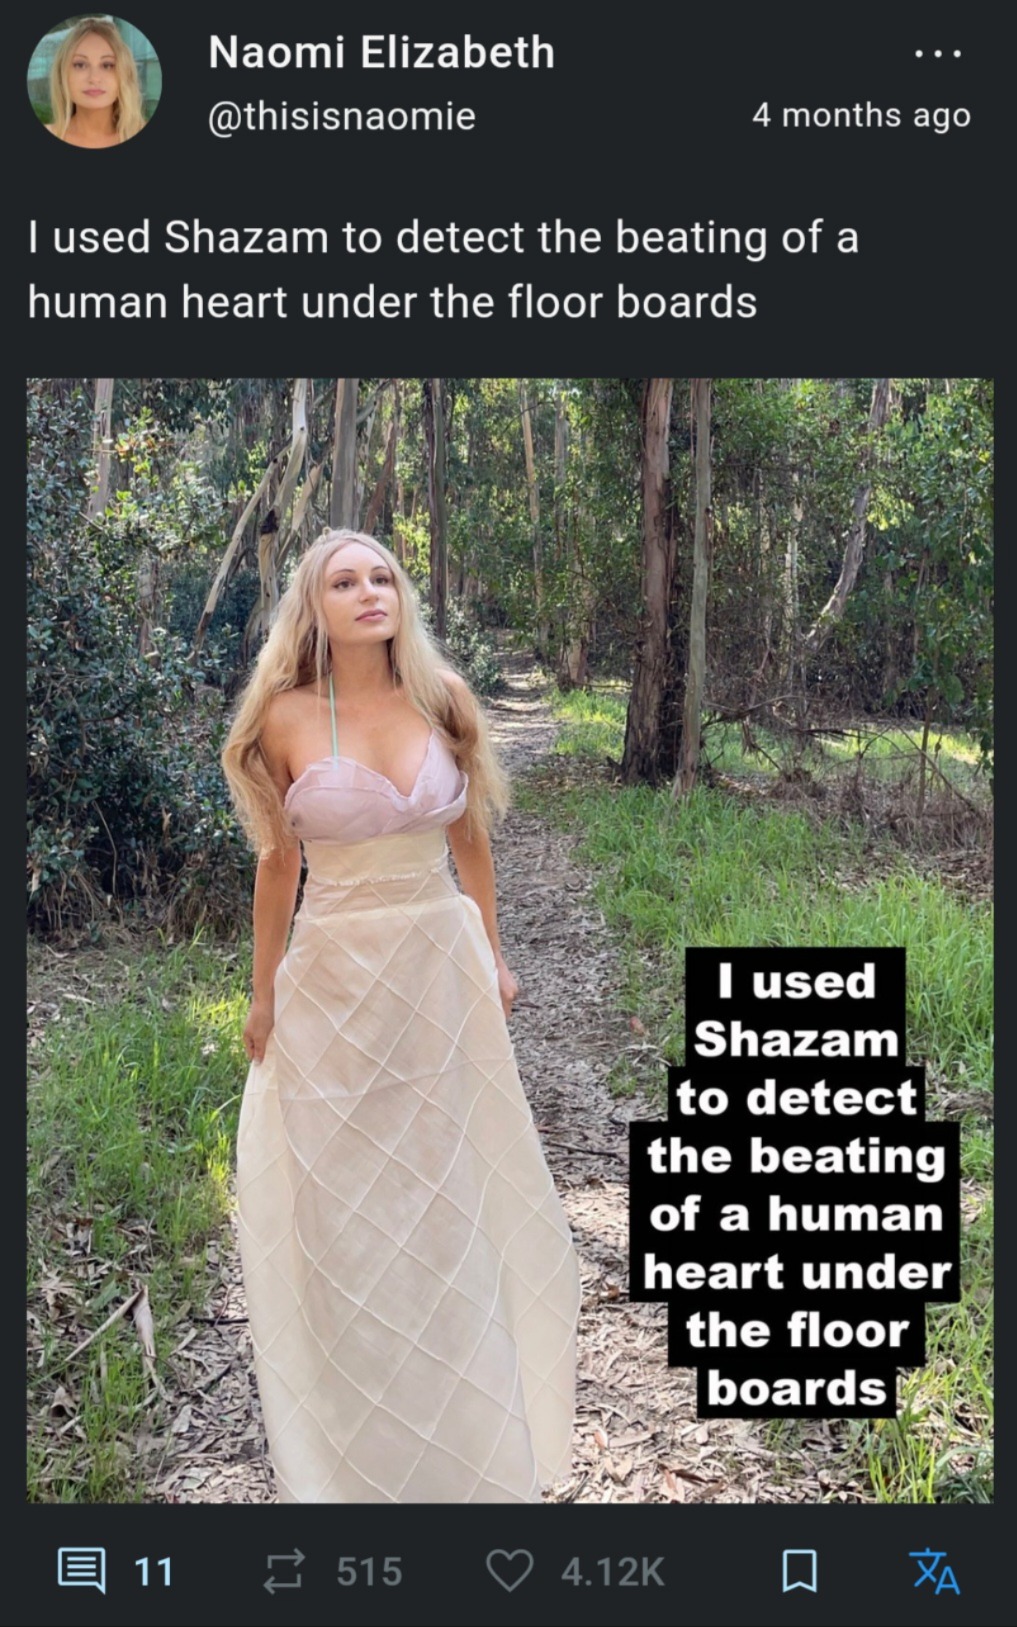 Naomi Elizabeth
@thisisnaomie
4 months ago
I used Shazam to detect the beating of a
human heart under the floor boards
I used
Shazam
to detect
the beating
of a human
heart under
the floor
boards
11
515
4.12K